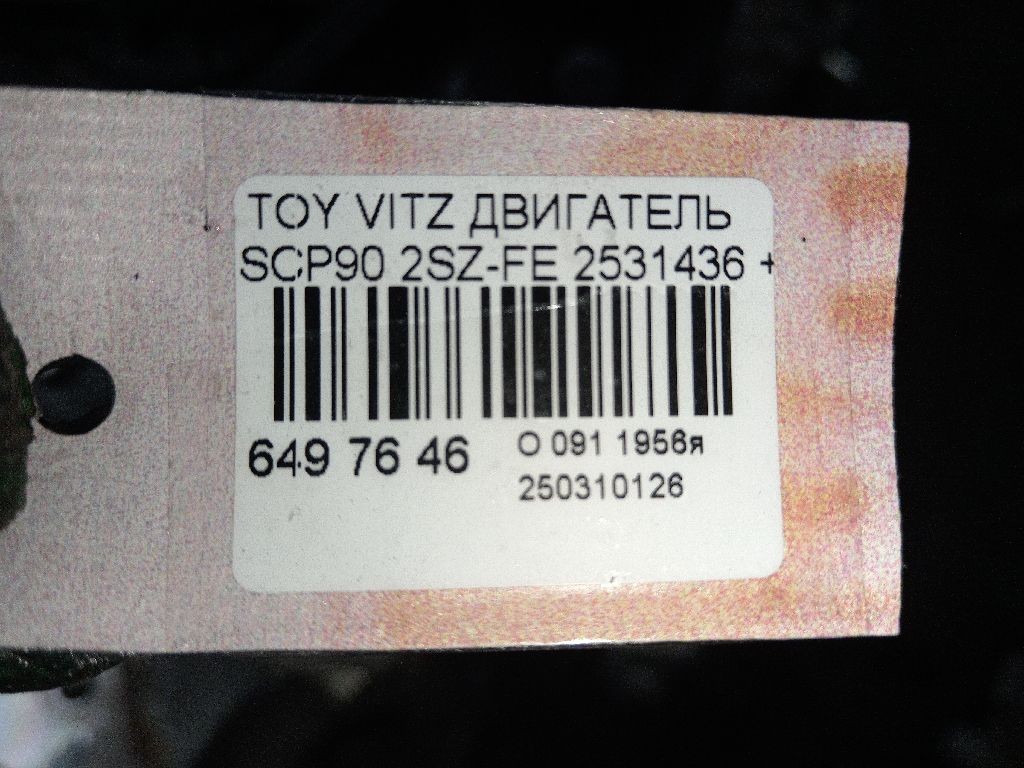 TOY VITZ ДВИГАТЕЛЬ
SCP90 2SZ-FE 2531436 +
649 76 46
О 091 1956я
250310126